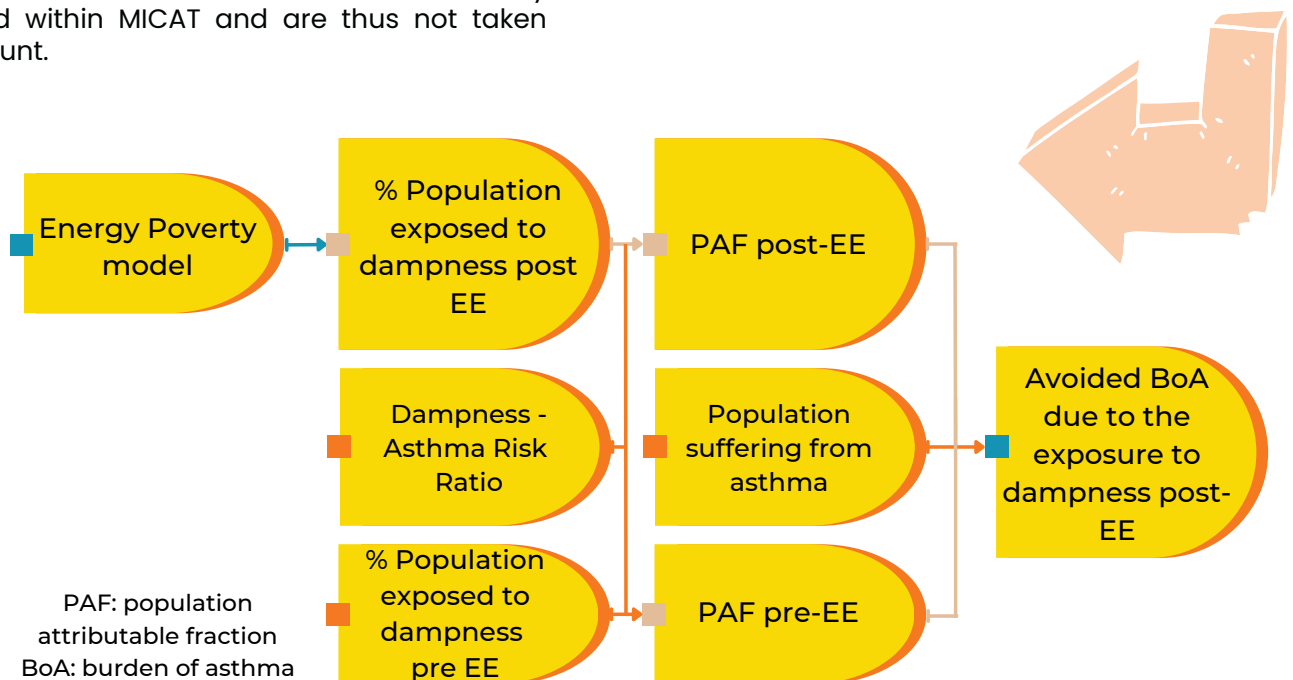 d within MICAT and are thus not taken
unt.
Energy Poverty
model
% Population
exposed to
dampness post
EE
PAF post-EE
Dampness -
Asthma Risk
Ratio
Population
suffering from
asthma
Avoided BoA
due to the
exposure to
dampness post-
EE
% Population
exposed to
dampness
pre EE
PAF pre-EE
PAF: population
attributable fraction
BoA: burden of asthma